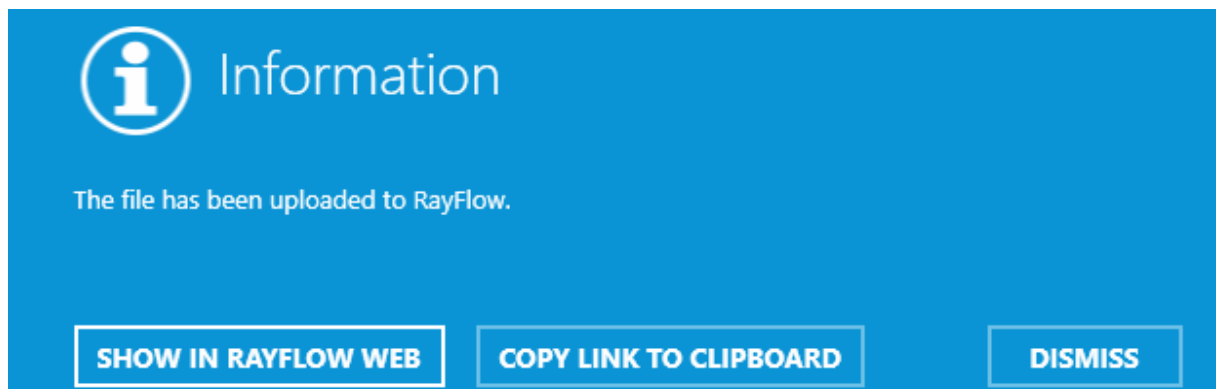 Information
The file has been uploaded to RayFlow.
SHOW IN RAYFLOW WEB
COPY LINK TO CLIPBOARD
DISMISS